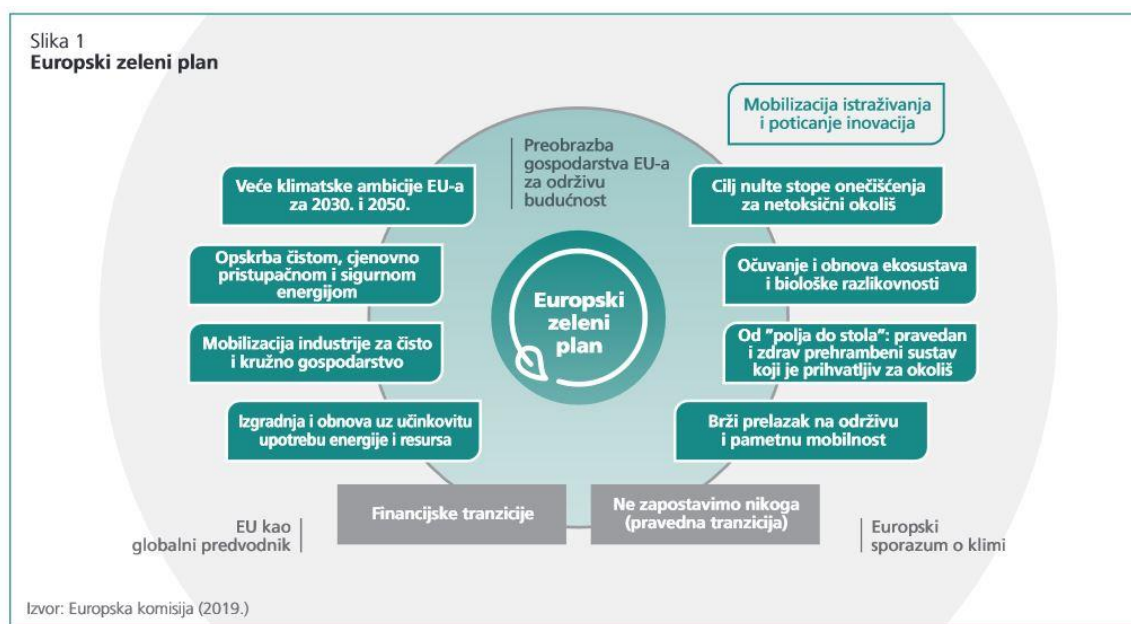 Slika 1
Europski zeleni plan
Mobilizacija istraživanja
i poticanje inovacija
Preobrazba
gospodarstva EU-a
za održivu
budućnost
Veće klimatske ambicije EU-a
za 2030. i 2050.
Cilj nulte stope onečišćenja
za netoksični okoliš
Opskrba čistom, cjenovno
pristupačnom i sigurnom
energijom
Očuvanje i obnova ekosustava
i biološke razlikovnosti
Europski
zeleni
plan
Mobilizacija industrije za čisto
i kružno gospodarstvo
Od "polja do stola": pravedan
i zdrav prehrambeni sustav
koji je prihvatljiv za okoliš
Izgradnja i obnova uz učinkovitu
upotrebu energije i resursa
Brži prelazak na održivu
i pametnu mobilnost
Financijske tranzicije
Ne zapostavimo nikoga
(pravedna tranzicija)
EU kao
globalni predvodnik
Europski
sporazum o klimi
Izvor: Europska komisija (2019.)